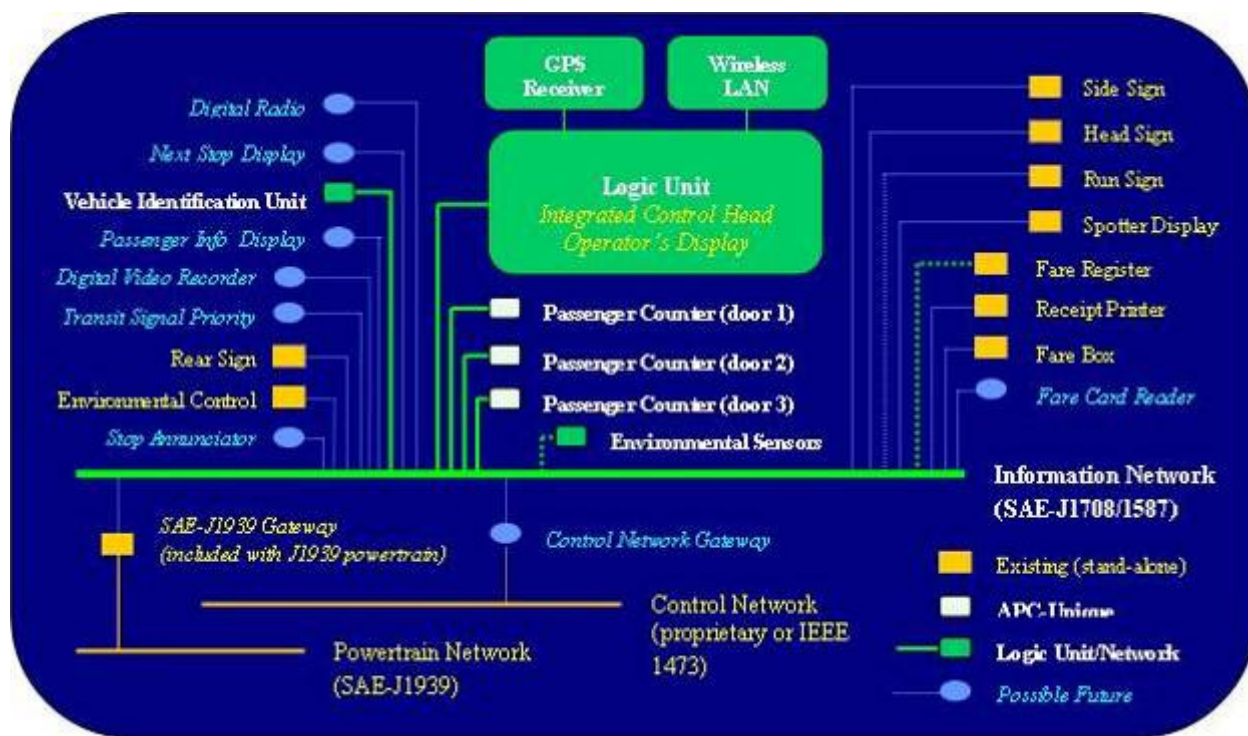 GPS
Receiver
Wireless
LAN
Logic Unit
Integrated Control Head
Operator's Display
Digital Radio
Next Stop Display
Vehicle Identification Unit
Passenger Info Display
Digital Video Recorder
Transit Signal Priority
Rear Sign
Environmental Control
Stop Annunciator
Passenger Counter (door 1)
Passenger Counter (door 2)
Passenger Counter (door 3)
Environmental Sensors
Side Sign
Head Sign
Run Sign
Spotter Display
Fare Register
Receipt Printer
Fare Box
Fare Card Reader
Information Network
(SAE-J1708/1587)
SAE-J1939 Gateway
(included with J1939 powertrain)
Control Network Gateway
Control Network
(proprietary or IEEE
1473)
Powertrain Network
(SAE-J1939)
Existing (stand-alone)
APC-Unique
Logic Unit/Network
Possible Future